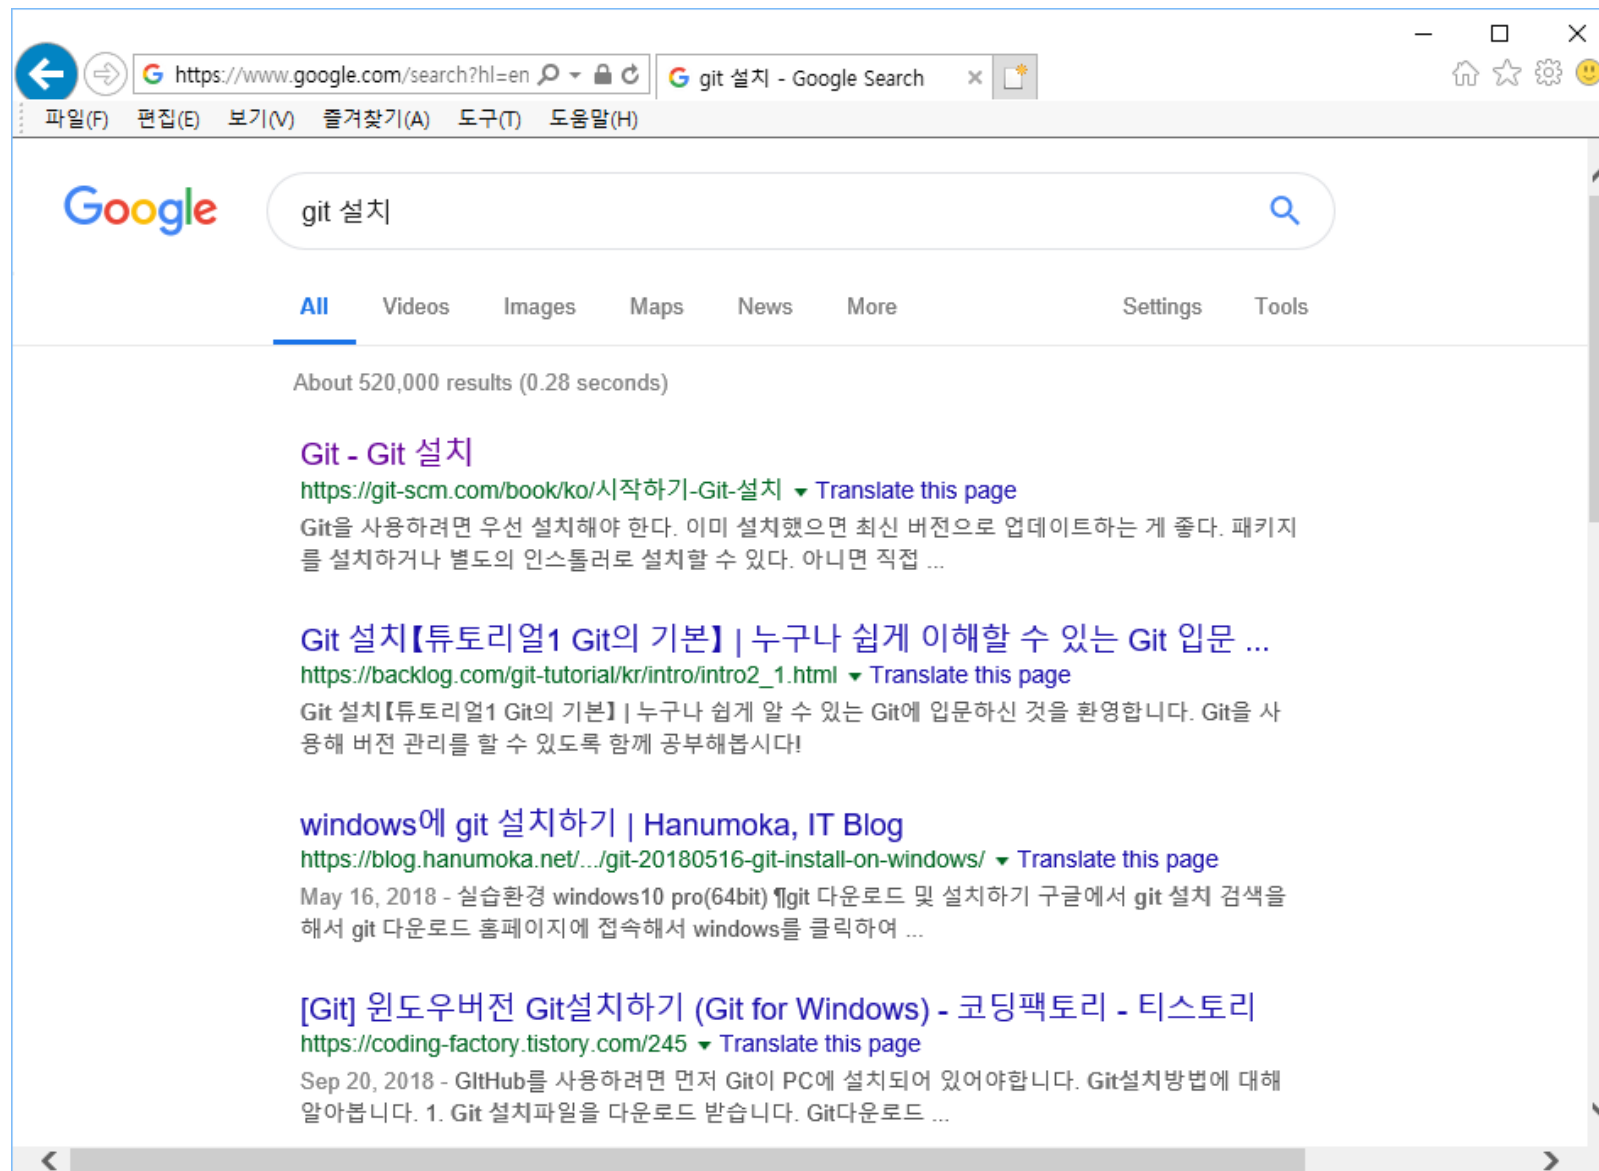 https://www.google.com/search?hl=en
git 설치 - Google Search
파일(F) 편집(E) 보기(V) 즐겨찾기(A) 도구(T) 도움말(H)
Google
git 설치
All Videos Images Maps News More Settings Tools
About 520,000 results (0.28 seconds)
Git - Git 설치
https://git-scm.com/book/ko/시작하기-Git-설치 Translate this page
Git을 사용하려면 우선 설치해야 한다. 이미 설치했으면 최신 버전으로 업데이트하는 게 좋다. 패키지
를 설치하거나 별도의 인스톨러로 설치할 수 있다. 아니면 직접 ...
Git 설치【튜토리얼1 Git의 기본】 | 누구나 쉽게 이해할 수 있는 Git 입문 ...
https://backlog.com/git-tutorial/kr/intro/intro2_1.html Translate this page
Git 설치【튜토리얼1 Git의 기본】 | 누구나 쉽게 알 수 있는 Git에 입문하신 것을 환영합니다. Git을 사
용해 버전 관리를 할 수 있도록 함께 공부해봅시다!
windows에 git 설치하기 | Hanumoka, IT Blog
https://blog.hanumoka.net/.../git-20180516-git-install-on-windows/ Translate this page
May 16, 2018 - 실습환경 windows10 pro(64bit) ¶git 다운로드 및 설치하기 구글에서 git 설치 검색을
해서 git 다운로드 홈페이지에 접속해서 windows를 클릭하여 ...
[Git] 윈도우버전 Git설치하기 (Git for Windows) - 코딩팩토리 - 티스토리
https://coding-factory.tistory.com/245 Translate this page
Sep 20, 2018 - GItHub를 사용하려면 먼저 Git이 PC에 설치되어 있어야합니다. Git설치방법에 대해
알아봅니다. 1. Git 설치파일을 다운로드 받습니다. Git다운로드 ...